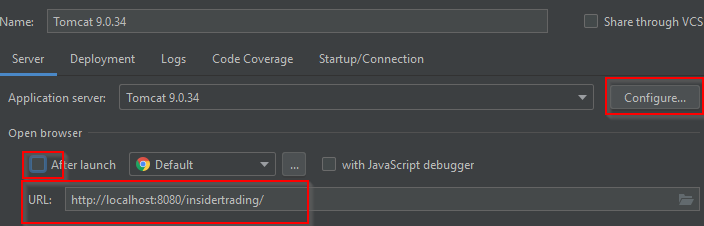 Name: Tomcat 9.0.34 Share through VCS
Server Deployment Logs Code Coverage Startup/Connection
Application server: Tomcat 9.0.34 Configure...
Open browser
After launch Default ... with JavaScript debugger
URL: http://localhost:8080/insidertrading/